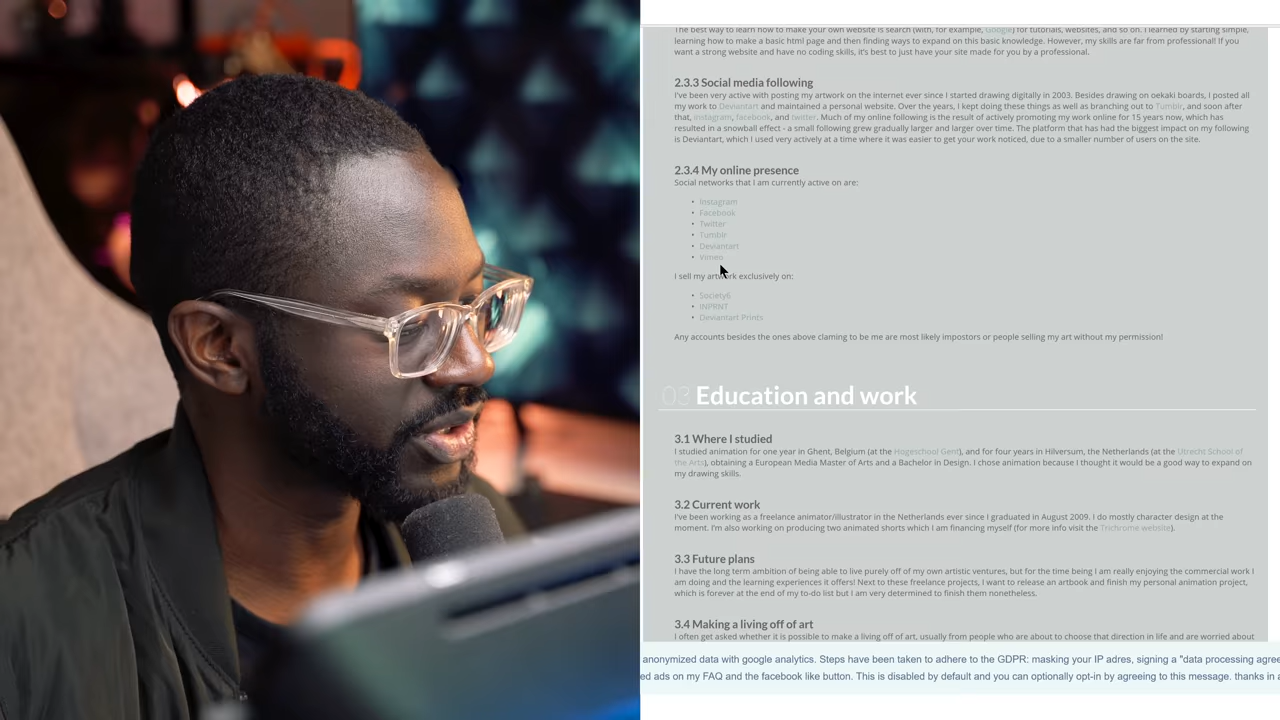 The best way to learn how to make your own website is search (with, for example, Google) for tutorials, websites, and so on. I learned by starting simple,
learning how to make a basic html page and then finding ways to expand on this basic knowledge. However, my skills are far from professional! If you
want a strong website and have no coding skills, it's best to just have your site made for you by a professional.
2.3.3 Social media following
I've been very active with posting my artwork on the internet ever since I started drawing digitally in 2003. Besides drawing on oekaki boards, I posted all
my work to Deviantart and maintained a personal website. Over the years, I kept doing these things as well as branching out to Tumblr, and soon after
that, instagram, facebook, and twitter. Much of my online following is the result of actively promoting my work online for 15 years now, which has
resulted in a snowball effect - a small following grew gradually larger and larger over time. The platform that has had the biggest impact on my following
is Deviantart, which I used very actively at a time where it was easier to get your work noticed, due to a smaller number of users on the site.
2.3.4 My online presence
Social networks that I am currently active on are:
• Instagram
• Facebook
• Twitter
• Tumblr
• Deviantart
• Vimeo
I sell my artwork exclusively on:
• Society6
• INPRNT
• Deviantart Prints
Any accounts besides the ones above claming to be me are most likely impostors or people selling my art without my permission!
03 Education and work
3.1 Where I studied
I studied animation for one year in Ghent, Belgium (at the Hogeschool Gent), and for four years in Hilversum, the Netherlands (at the Utrecht School of
the Arts), obtaining a European Media Master of Arts and a Bachelor in Design. I chose animation because I thought it would be a good way to expand on
my drawing skills.
3.2 Current work
I've been working as a freelance animator/illustrator in the Netherlands ever since I graduated in August 2009. I do mostly character design at the
moment. I'm also working on producing two animated shorts which I am financing myself (for more info visit the Trichrome website).
3.3 Future plans
I have the long term ambition of being able to live purely off of my own artistic ventures, but for the time being I am really enjoying the commercial work I
am doing and the learning experiences it offers! Next to these freelance projects, I want to release an artbook and finish my personal animation project,
which is forever at the end of my to-do list but I am very determined to finish them nonetheless.
3.4 Making a living off of art
I often get asked whether it is possible to make a living off of art, usually from people who are about to choose that direction in life and are worried about
anonymized data with google analytics. Steps have been taken to adhere to the GDPR: masking your IP adres, signing a "data processing agree
ed ads on my FAQ and the facebook like button. This is disabled by default and you can optionally opt-in by agreeing to this message. thanks in a